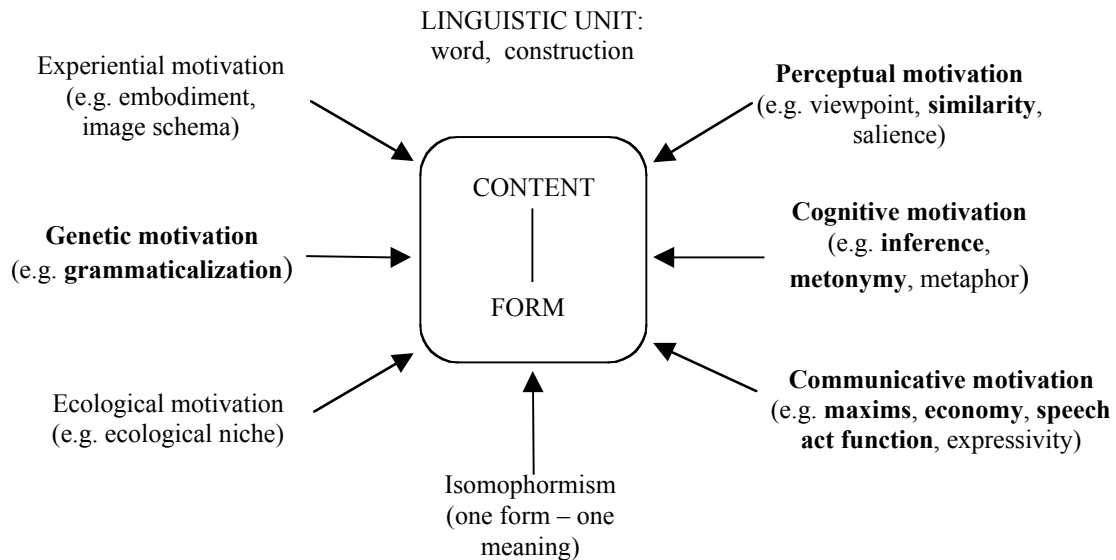 LINGUISTIC UNIT:
word, construction
Experiential motivation
(e.g. embodiment,
image schema)
Perceptual motivation
(e.g. viewpoint, similarity,
salience)
CONTENT
FORM
Genetic motivation
(e.g. grammaticalization)
Cognitive motivation
(e.g. inference,
metonymy, metaphor)
Ecological motivation
(e.g. ecological niche)
Communicative motivation
(e.g. maxims, economy, speech
act function, expressivity)
Isomophormism
(one form – one
meaning)